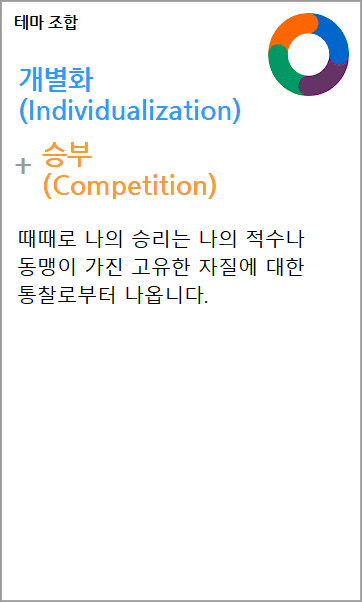 테마 조합
개별화
(Individualization)
+ 승부
(Competition)
때때로 나의 승리는 나의 적수나
동맹이 가진 고유한 자질에 대한
통찰로부터 나옵니다.